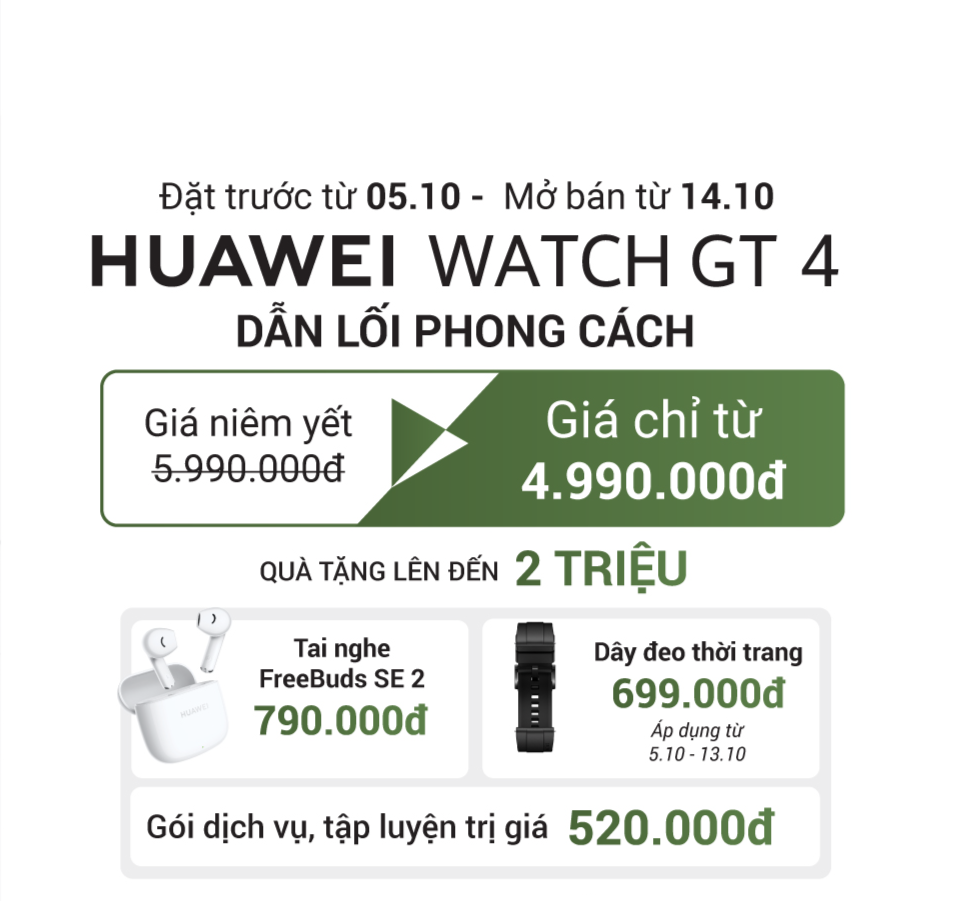 Đặt trước từ 05.10 - Mở bán từ 14.10
HUAWEI WATCH GT 4
DẪN LỐI PHONG CÁCH
Giá niêm yết
5.990.000đ
Giá chỉ từ
4.990.000đ
QUÀ TẶNG LÊN ĐẾN 2 TRIỆU
HUAWEI
Tai nghe
FreeBuds SE 2
790.000đ
Dây đeo thời trang
699.000đ
Áp dụng từ
5.10 - 13.10
Gói dịch vụ, tập luyện trị giá 520.000đ